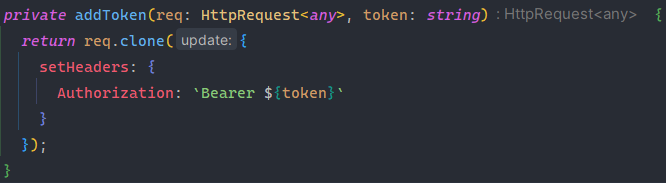 private addToken(req: HttpRequest<any>, token: string) : HttpRequest<any> {
return req.clone( update: {
setHeaders: {
Authorization: `Bearer ${token}`
}
});
}